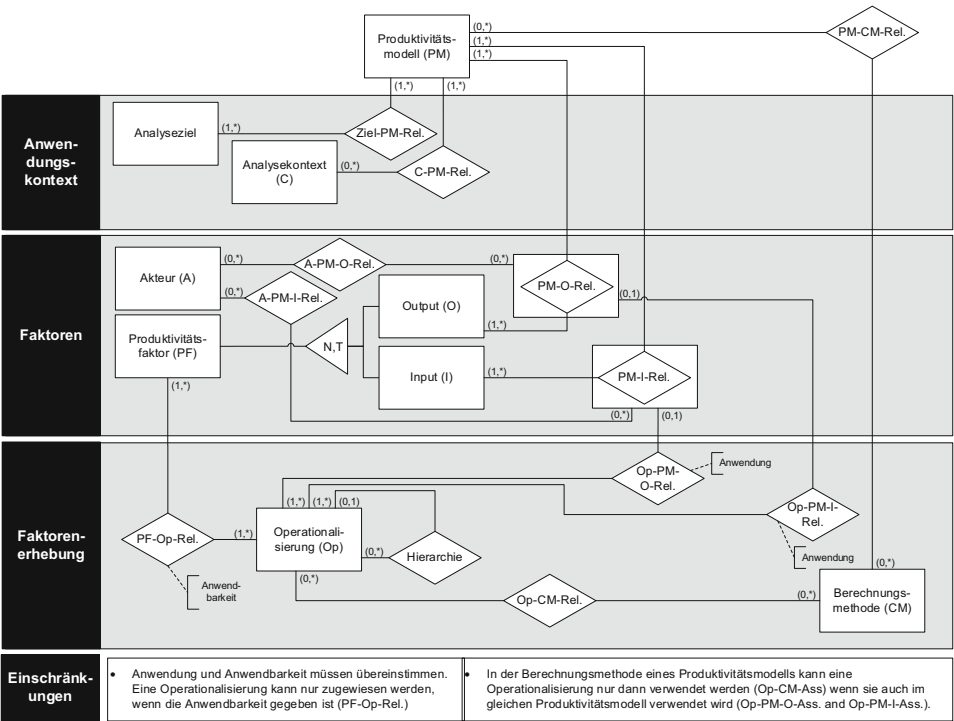 Produktivitäts-
modell (PM)
(0,*)
(1,*)
(1,*)
PM-CM-Rel.
(1,*)
(1,*)
Anwen-
dungs-
kontext
Analyseziel
(1,*)
Ziel-PM-Rel.
Analysekontext
(C)
(0,*)
C-PM-Rel.
Faktoren
Akteur (A)
(0,*)
A-PM-O-Rel.
(0,*)
(0,*)
A-PM-I-Rel.
PM-O-Rel.
(0,1)
Output (O)
(1,*)
Produktivitäts-
faktor (PF)
N,T
Input (I)
(1,*)
PM-I-Rel.
(1,*)
(0,*)
(0,1)
Faktoren-
erhebung
Op-PM-
O-Rel.
Anwendung
(1,*)
(1,*)
(0,1)
Op-PM-I-
Rel.
PF-Op-Rel.
(1,*)
Operationali-
sierung (Op)
(0,*)
Hierarchie
Anwendung
(0,*)
Anwend-
barkeit
(0,*)
Op-CM-Rel.
(0,*)
Berechnungs-
methode (CM)
Einschränk-
ungen
• Anwendung und Anwendbarkeit müssen übereinstimmen.
Eine Operationalisierung kann nur zugewiesen werden,
wenn die Anwendbarkeit gegeben ist (PF-Op-Rel.)
• In der Berechnungsmethode eines Produktivitätsmodells kann eine
Operationalisierung nur dann verwendet werden (Op-CM-Ass) wenn sie auch im
gleichen Produktivitätsmodell verwendet wird (Op-PM-O-Ass. and Op-PM-I-Ass.).